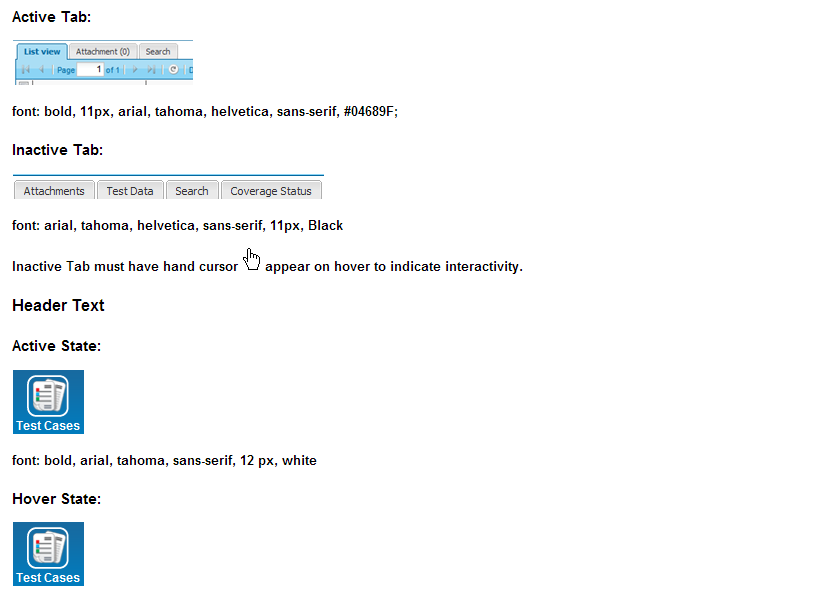 Active Tab:
List view Attachment (0) Search
Page 1 of 1
font: bold, 11px, arial, tahoma, helvetica, sans-serif, #04689F;
Inactive Tab:
Attachments Test Data Search Coverage Status
font: arial, tahoma, helvetica, sans-serif, 11px, Black
Inactive Tab must have hand cursor appear on hover to indicate interactivity.
Header Text
Active State:
Test Cases
font: bold, arial, tahoma, sans-serif, 12 px, white
Hover State:
Test Cases